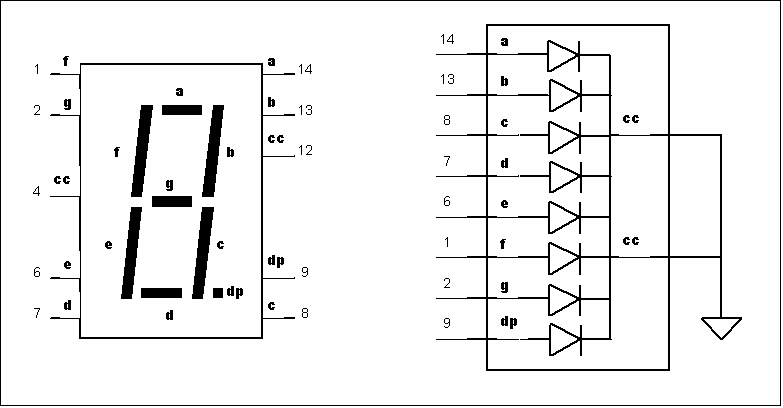 f
1
g
2
cc
4
e
6
d
7
a
14
b
13
cc
12
dp
9
c
8
a
f
b
g
e
c
dp
d
14 a
13 b
8 c
7 d
6 e
1 f
2 g
9 dp
cc
cc